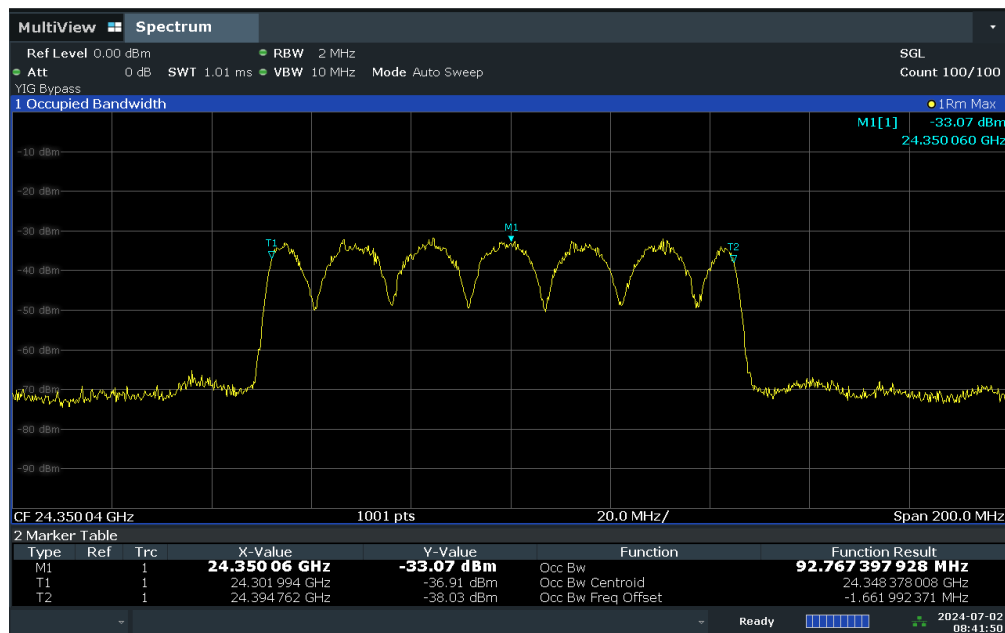 MultiView Spectrum
Ref Level 0.00 dBm RBW 2 MHz SGL
Att 0 dB SWT 1.01 ms VBW 10 MHz Mode Auto Sweep Count 100/100
YIG Bypass
1 Occupied Bandwidth 1Rm Max
M1[1] -33.07 dBm
24.350 060 GHz
-10 dBm
-20 dBm
-30 dBm
M1
T1
T2
-40 dBm
-50 dBm
-60 dBm
-70 dBm
-80 dBm
-90 dBm
CF 24.350 04 GHz 1001 pts 20.0 MHz/ Span 200.0 MHz
2 Marker Table
Type Ref Trc X-Value Y-Value Function Function Result
M1 1 24.350 06 GHz -33.07 dBm Occ Bw 92.767 397 928 MHz
T1 1 24.301 994 GHz -36.91 dBm Occ Bw Centroid 24.348 378 008 GHz
T2 1 24.394 762 GHz -38.03 dBm Occ Bw Freq Offset -1.661 992 371 MHz
Ready 2024-07-02
08:41:50